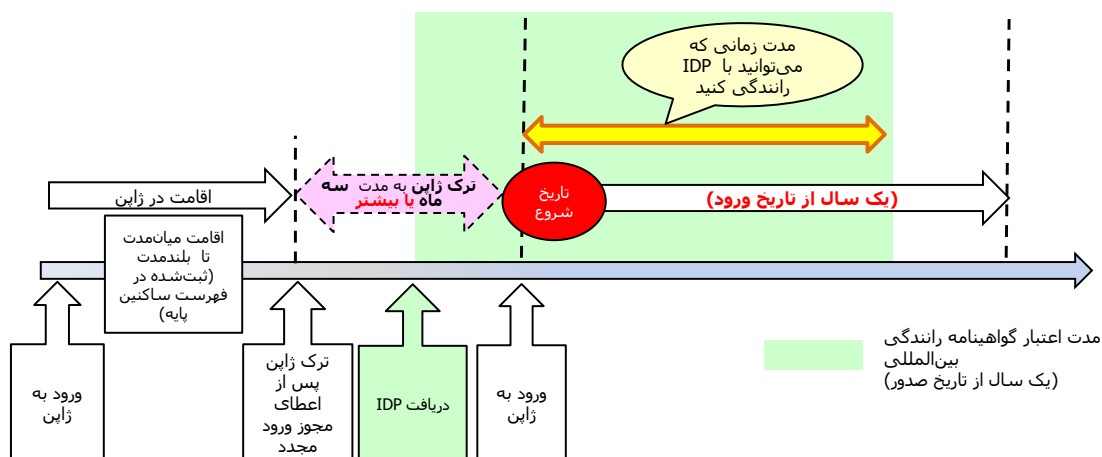 مدت زمانی که
می‌توانید با IDP
رانندگی کنید
اقامت در ژاپن
ترک ژاپن به مدت سه
ماه یا بیشتر
تاریخ
شروع
(یک سال از تاریخ ورود)
اقامت میان‌مدت
تا بلندمدت
(ثبت‌شده در
فهرست ساکنین
پایه)
ورود به
ژاپن
ترک ژاپن
پس از
اعطای
مجوز ورود
مجدد
دریافت IDP
ورود به
ژاپن
مدت اعتبار گواهینامه رانندگی
بین‌المللی
(یک سال از تاریخ صدور)